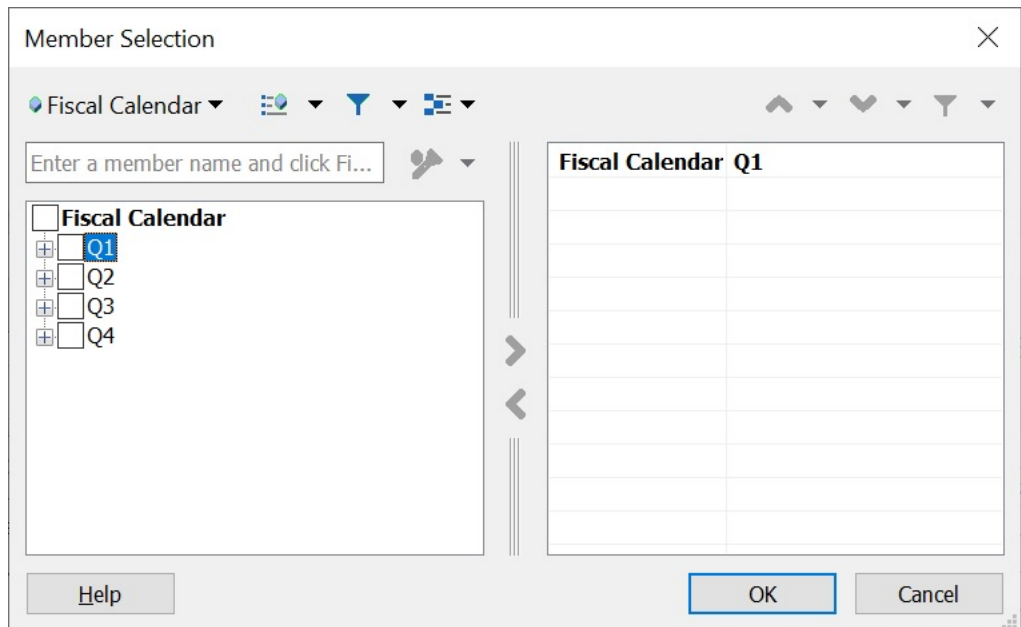 Member Selection
Fiscal Calendar
Enter a member name and click Fi...
Fiscal Calendar
Q1
Q2
Q3
Q4
Fiscal Calendar Q1
Help
OK
Cancel